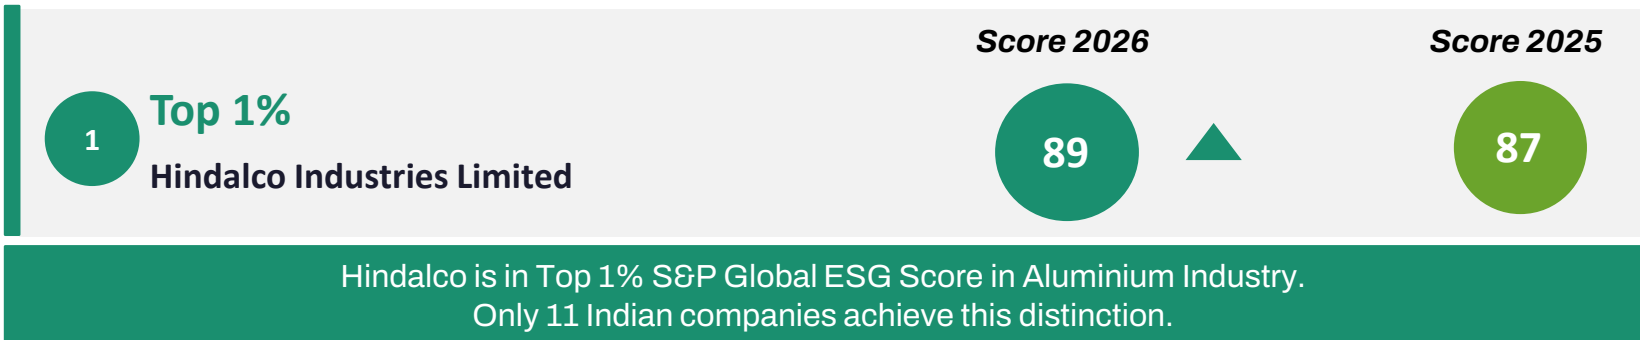 Score 2026
Score 2025
1
Top 1%
Hindalco Industries Limited
89
87
Hindalco is in Top 1% S&P Global ESG Score in Aluminium Industry.
Only 11 Indian companies achieve this distinction.